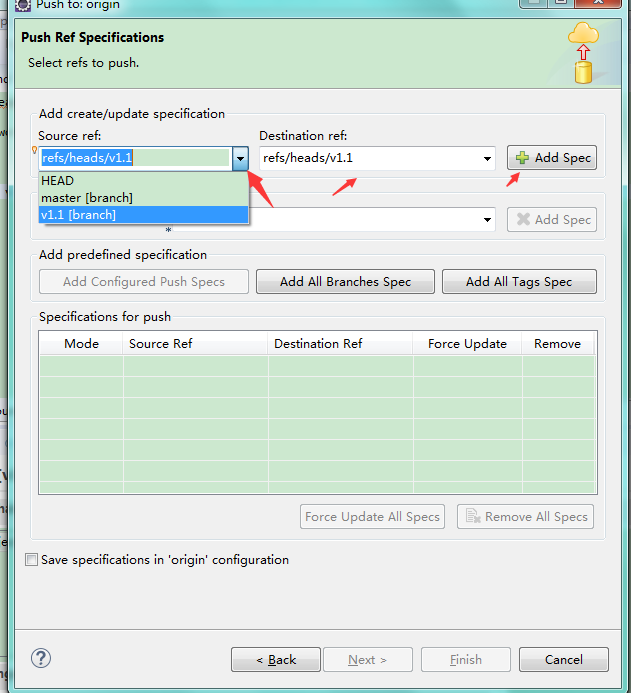 Push to: origin
Push Ref Specifications
Select refs to push.
Add create/update specification
Source ref:
Destination ref:
refs/heads/v1.1
refs/heads/v1.1
Add Spec
HEAD
master [branch]
v1.1 [branch]
*
Add Spec
Add predefined specification
Add Configured Push Specs
Add All Branches Spec
Add All Tags Spec
Specifications for push
Mode
Source Ref
Destination Ref
Force Update
Remove
Force Update All Specs
Remove All Specs
Save specifications in 'origin' configuration
?
< Back
Next >
Finish
Cancel